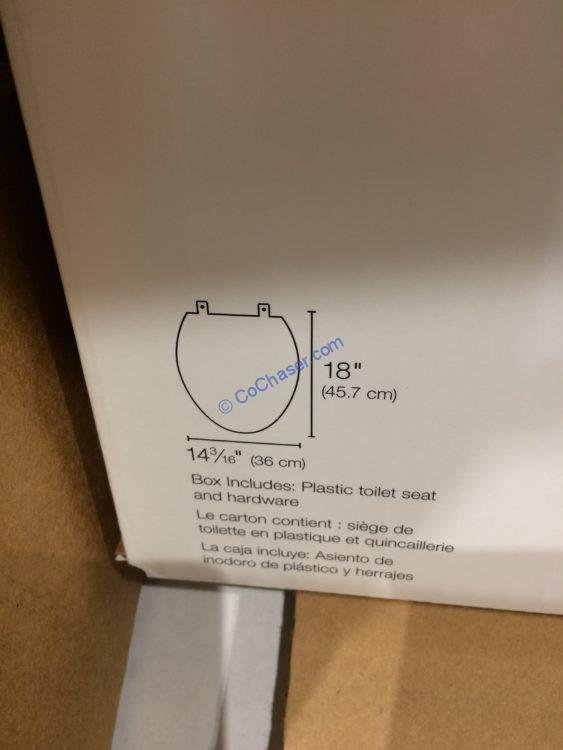 © CoChaser.com
18"
(45.7 cm)
14 3/16" (36 cm)
Box Includes: Plastic toilet seat
and hardware
Le carton contient : siège de
toilette en plastique et quincaillerie
La caja incluye: Asiento de
inodoro de plástico y herrajes